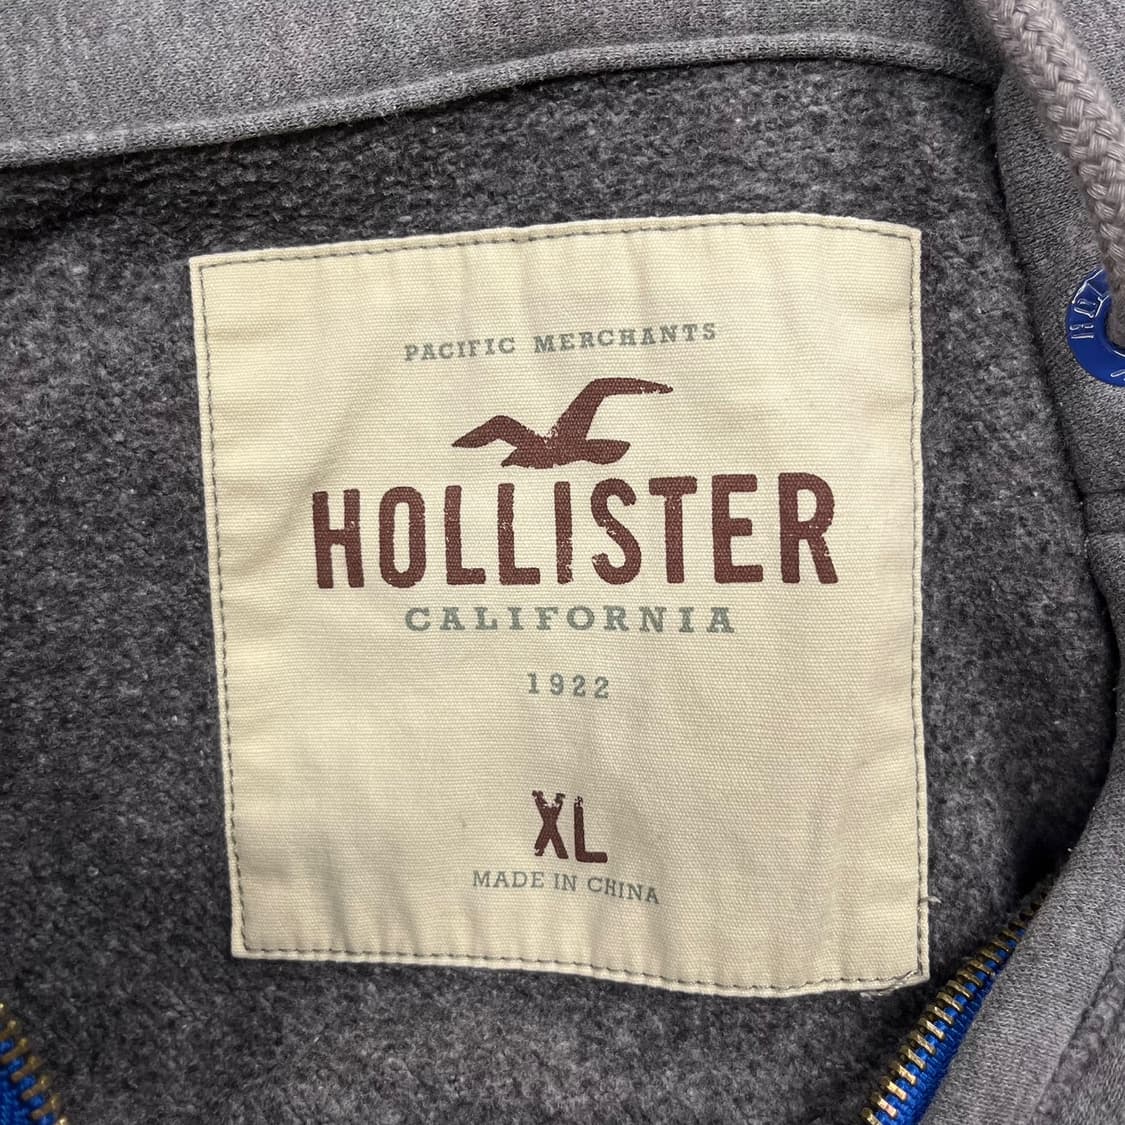 PACIFIC MERCHANTS
HOLLISTER
CALIFORNIA
1922
XL
MADE IN CHINA